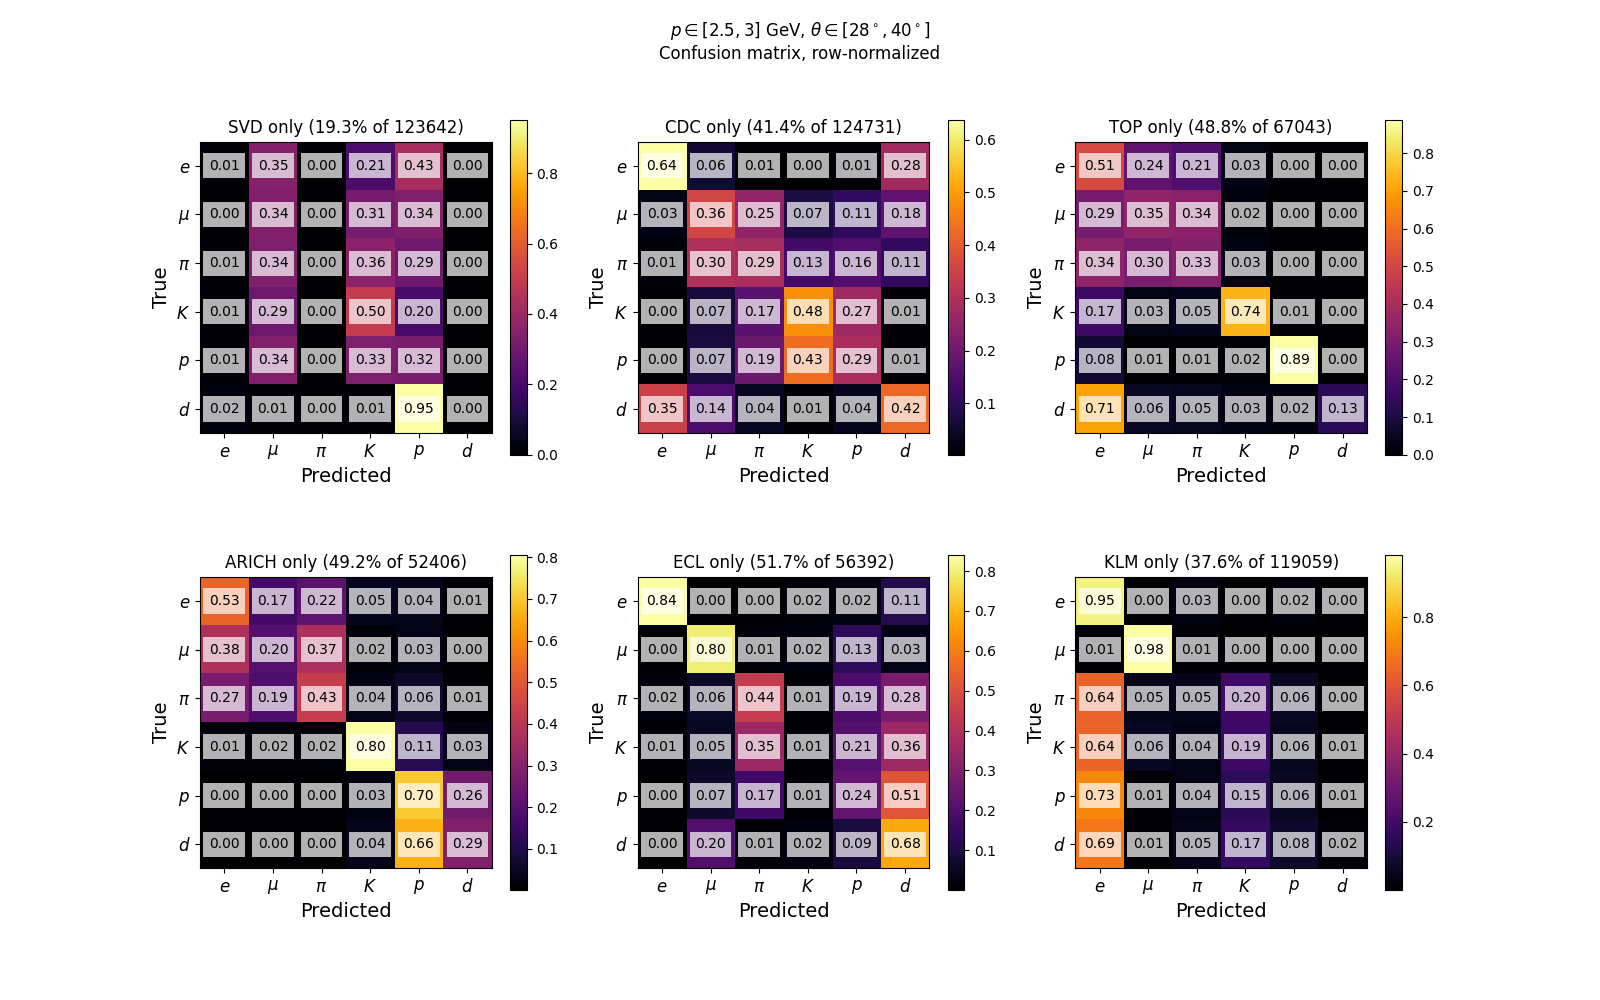 p ∈ [2.5, 3] GeV, θ ∈ [28°, 40°]
Confusion matrix, row-normalized
SVD only (19.3% of 123642)
e 0.01 0.35 0.00 0.21 0.43 0.00
μ 0.00 0.34 0.00 0.31 0.34 0.00
π 0.01 0.34 0.00 0.36 0.29 0.00
K 0.01 0.29 0.00 0.50 0.20 0.00
p 0.01 0.34 0.00 0.33 0.32 0.00
d 0.02 0.01 0.00 0.01 0.95 0.00
e μ π K p d
Predicted
True
0.8
0.6
0.4
0.2
0.0
CDC only (41.4% of 124731)
e 0.64 0.06 0.01 0.00 0.01 0.28
μ 0.03 0.36 0.25 0.07 0.11 0.18
π 0.01 0.30 0.29 0.13 0.16 0.11
K 0.00 0.07 0.17 0.48 0.27 0.01
p 0.00 0.07 0.19 0.43 0.29 0.01
d 0.35 0.14 0.04 0.01 0.04 0.42
e μ π K p d
Predicted
True
0.6
0.5
0.4
0.3
0.2
0.1
TOP only (48.8% of 67043)
e 0.51 0.24 0.21 0.03 0.00 0.00
μ 0.29 0.35 0.34 0.02 0.00 0.00
π 0.34 0.30 0.33 0.03 0.00 0.00
K 0.17 0.03 0.05 0.74 0.01 0.00
p 0.08 0.01 0.01 0.02 0.89 0.00
d 0.71 0.06 0.05 0.03 0.02 0.13
e μ π K p d
Predicted
True
0.8
0.7
0.6
0.5
0.4
0.3
0.2
0.1
0.0
ARICH only (49.2% of 52406)
e 0.53 0.17 0.22 0.05 0.04 0.01
μ 0.38 0.20 0.37 0.02 0.03 0.00
π 0.27 0.19 0.43 0.04 0.06 0.01
K 0.01 0.02 0.02 0.80 0.11 0.03
p 0.00 0.00 0.00 0.03 0.70 0.26
d 0.00 0.00 0.00 0.04 0.66 0.29
e μ π K p d
Predicted
True
0.8
0.7
0.6
0.5
0.4
0.3
0.2
0.1
ECL only (51.7% of 56392)
e 0.84 0.00 0.00 0.02 0.02 0.11
μ 0.00 0.80 0.01 0.02 0.13 0.03
π 0.02 0.06 0.44 0.01 0.19 0.28
K 0.01 0.05 0.35 0.01 0.21 0.36
p 0.00 0.07 0.17 0.01 0.24 0.51
d 0.00 0.20 0.01 0.02 0.09 0.68
e μ π K p d
Predicted
True
0.8
0.7
0.6
0.5
0.4
0.3
0.2
0.1
KLM only (37.6% of 119059)
e 0.95 0.00 0.03 0.00 0.02 0.00
μ 0.01 0.98 0.01 0.00 0.00 0.00
π 0.64 0.05 0.05 0.20 0.06 0.00
K 0.64 0.06 0.04 0.19 0.06 0.01
p 0.73 0.01 0.04 0.15 0.06 0.01
d 0.69 0.01 0.05 0.17 0.08 0.02
e μ π K p d
Predicted
True
0.8
0.6
0.4
0.2